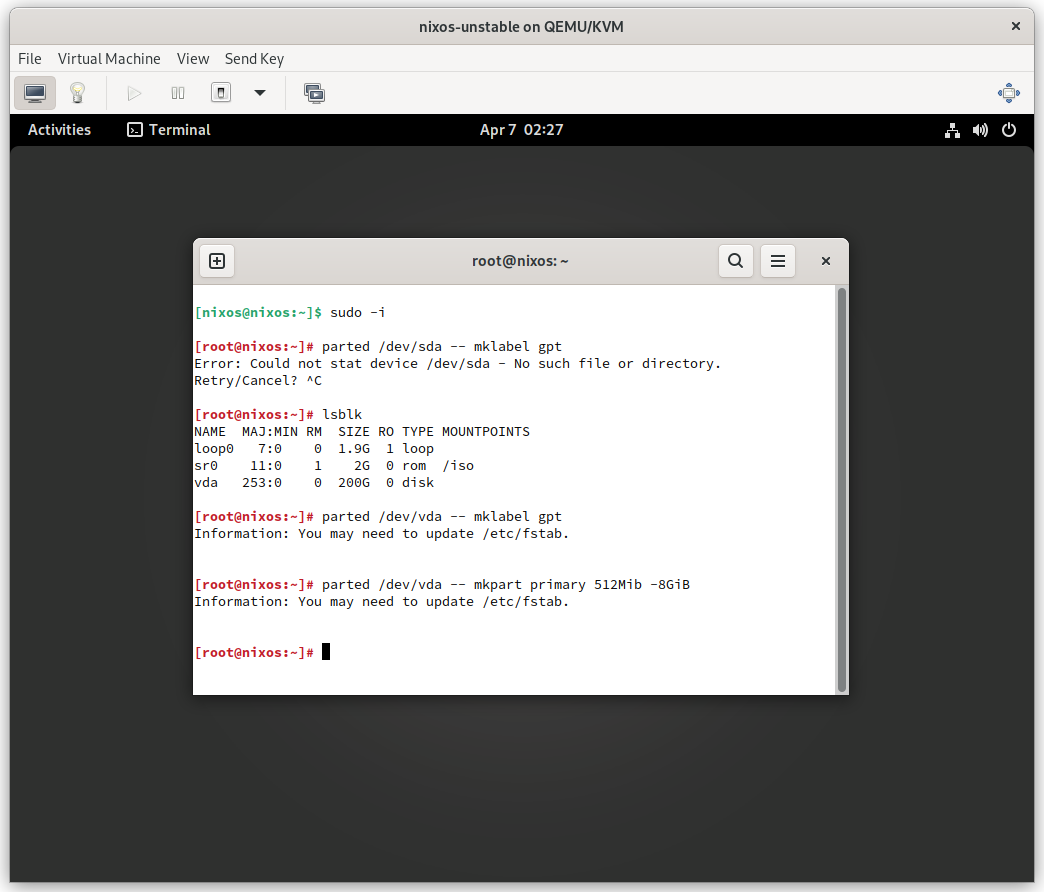 nixos-unstable on QEMU/KVM
File Virtual Machine View Send Key
Activities Terminal Apr 7 02:27
root@nixos: ~
[nixos@nixos:~]$ sudo -i
[root@nixos:~]# parted /dev/sda -- mklabel gpt
Error: Could not stat device /dev/sda - No such file or directory.
Retry/Cancel? ^C
[root@nixos:~]# lsblk
NAME  MAJ:MIN RM  SIZE RO TYPE MOUNTPOINTS
loop0   7:0    0  1.9G  1 loop
sr0    11:0    1    2G  0 rom  /iso
vda   253:0    0  200G  0 disk
[root@nixos:~]# parted /dev/vda -- mklabel gpt
Information: You may need to update /etc/fstab.
[root@nixos:~]# parted /dev/vda -- mkpart primary 512Mib -8GiB
Information: You may need to update /etc/fstab.
[root@nixos:~]#